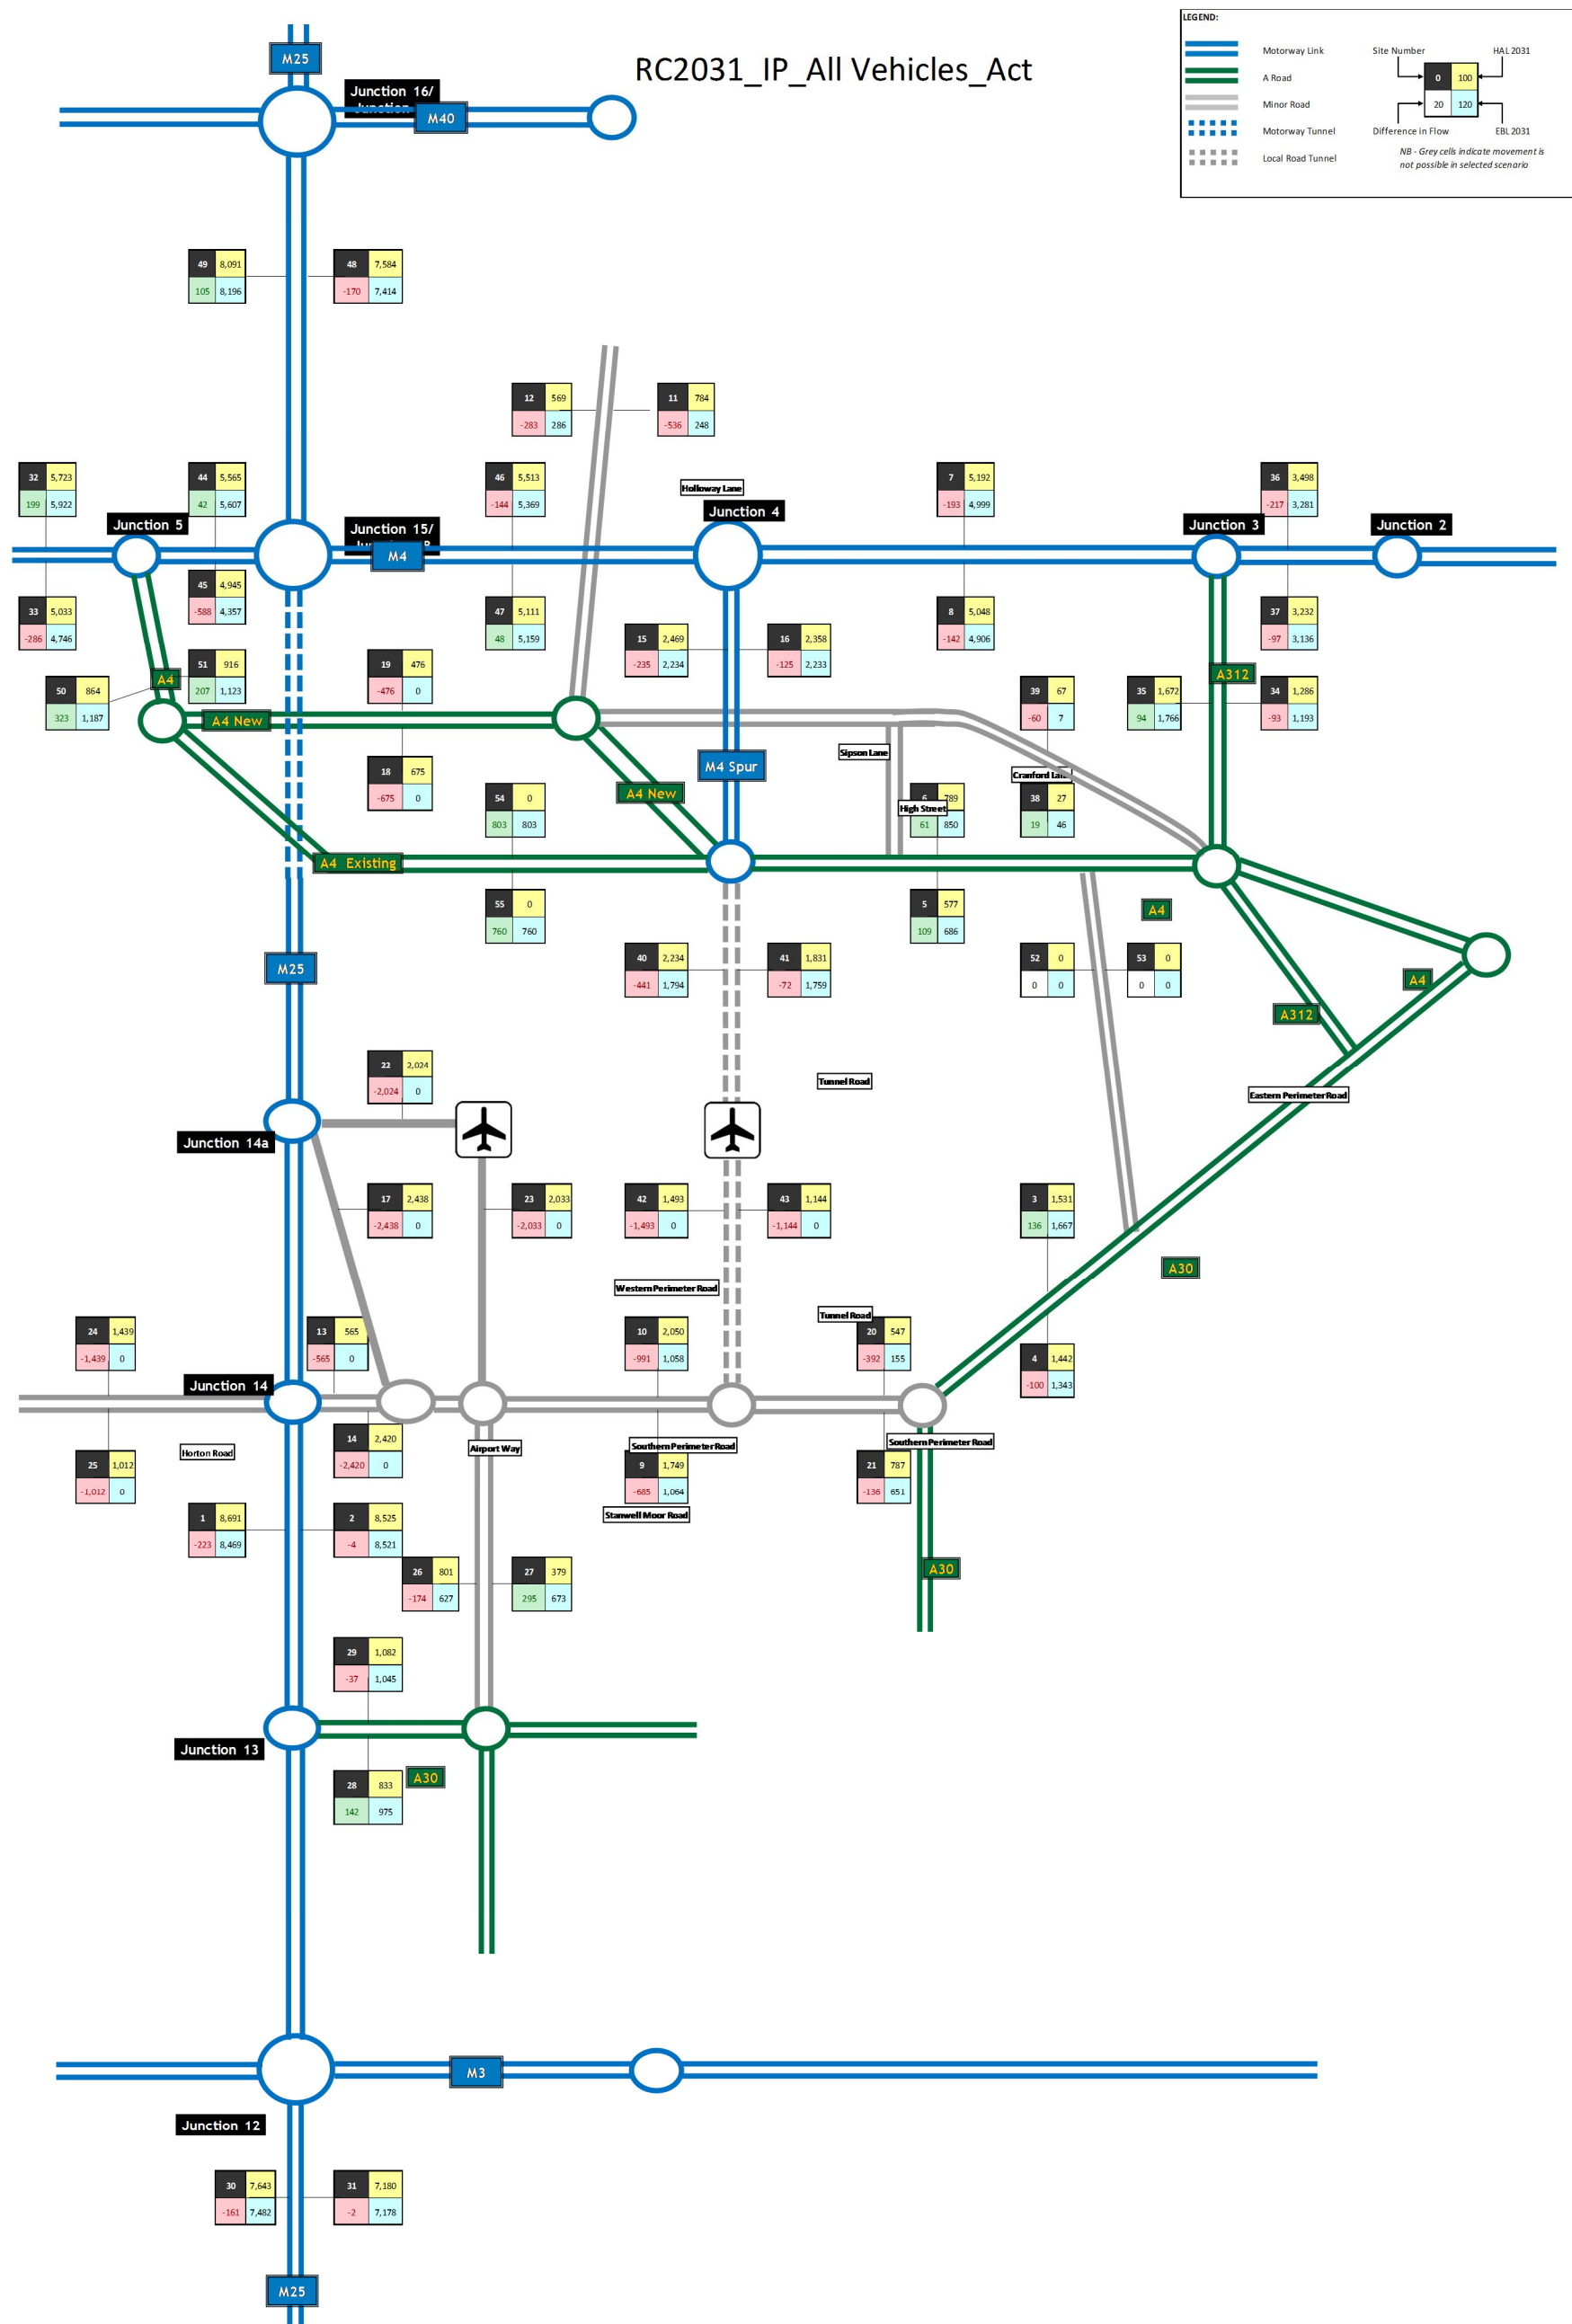 RC2031_IP_All Vehicles_Act
LEGEND:
Motorway Link
A Road
Minor Road
Motorway Tunnel
Local Road Tunnel
Site Number
HAL 2031
0 100
20 120
Difference in Flow
EBL 2031
NB - Grey cells indicate movement is
not possible in selected scenario
M25
Junction 16/
M40
49 8,091
105 8,196
48 7,584
-170 7,414
12 569
-283 286
11 784
-536 248
32 5,723
199 5,922
44 5,565
42 5,607
46 5,513
-144 5,369
Holloway Lane
7 5,192
-193 4,999
36 3,498
-217 3,281
Junction 5
Junction 15/
M4
Junction 4
Junction 3
Junction 2
33 5,033
-286 4,746
45 4,945
-588 4,357
47 5,111
48 5,159
15 2,469
-235 2,234
16 2,358
-125 2,233
8 5,048
-142 4,906
37 3,232
-97 3,136
50 864
323 1,187
A4
51 916
207 1,123
19 476
-476 0
39 67
-60 7
35 1,672
94 1,766
A312
34 1,286
-93 1,193
A4 New
Sipson Lane
M4 Spur
18 675
-675 0
54 0
803 803
A4 New
6 789
61 850
High Street
Cranford Lane
38 27
19 46
A4 Existing
55 0
760 760
5 577
109 686
A4
M25
40 2,234
-441 1,794
41 1,831
-72 1,759
52 0
0 0
53 0
0 0
A4
A312
22 2,024
-2,024 0
Tunnel Road
Eastern Perimeter Road
Junction 14a
17 2,438
-2,438 0
23 2,033
-2,033 0
42 1,493
-1,493 0
43 1,144
-1,144 0
3 1,531
136 1,667
A30
Western Perimeter Road
Tunnel Road
24 1,439
-1,439 0
13 565
-565 0
10 2,050
-991 1,058
20 547
-392 155
4 1,442
-100 1,343
Junction 14
Horton Road
14 2,420
-2,420 0
Airport Way
Southern Perimeter Road
Southern Perimeter Road
25 1,012
-1,012 0
9 1,749
-685 1,064
21 787
-136 651
Stanwell Moor Road
1 8,691
-223 8,469
2 8,525
-4 8,521
26 801
-174 627
27 379
295 673
A30
29 1,082
-37 1,045
Junction 13
28 833
142 975
A30
M3
Junction 12
30 7,643
-161 7,482
31 7,180
-2 7,178
M25